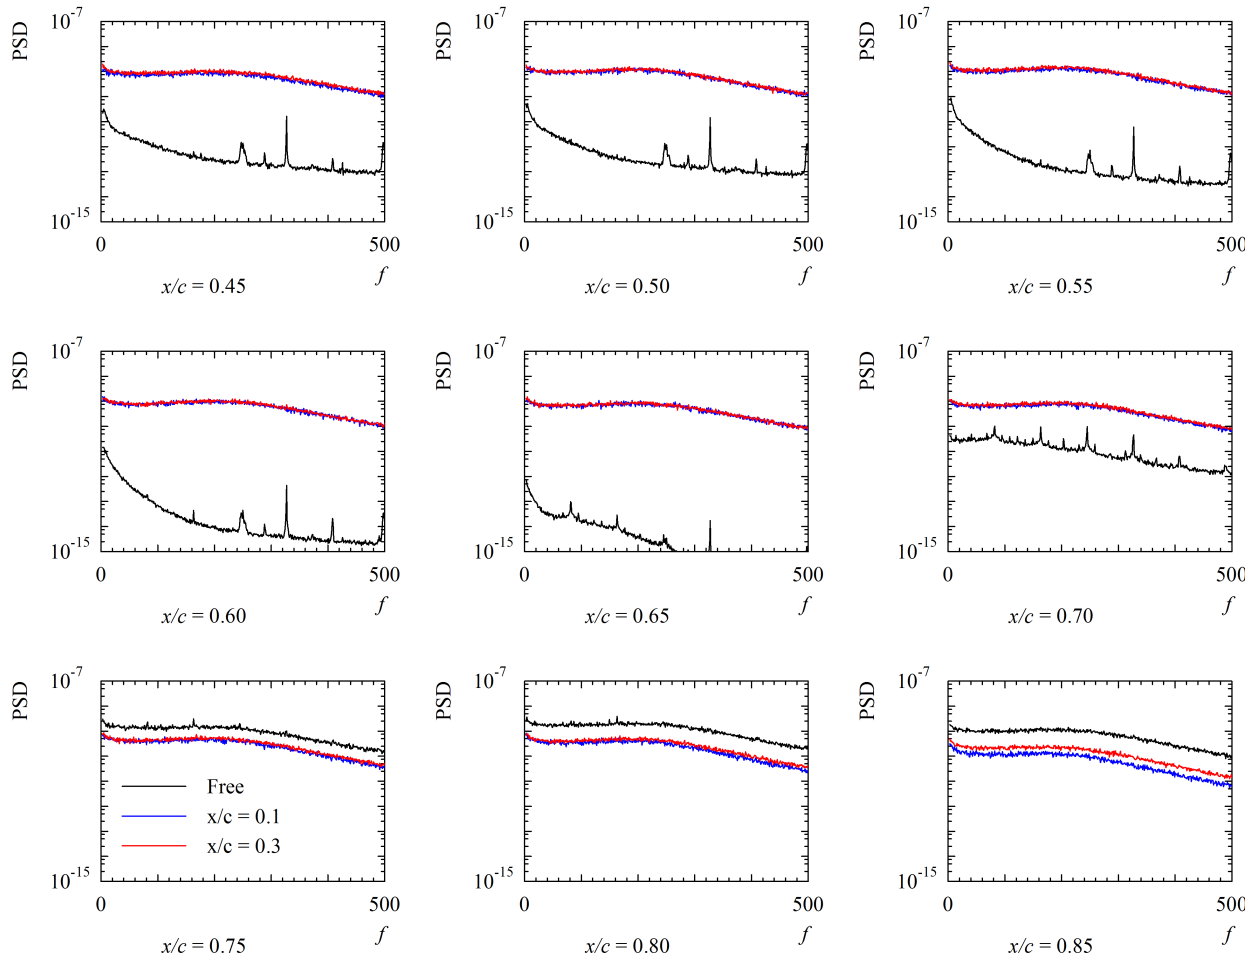 PSD
10-7
10-15
0
500
f
x/c = 0.45
PSD
10-7
10-15
0
500
f
x/c = 0.50
PSD
10-7
10-15
0
500
f
x/c = 0.55
PSD
10-7
10-15
0
500
f
x/c = 0.60
PSD
10-7
10-15
0
500
f
x/c = 0.65
PSD
10-7
10-15
0
500
f
x/c = 0.70
PSD
10-7
Free
x/c = 0.1
x/c = 0.3
10-15
0
500
f
x/c = 0.75
PSD
10-7
10-15
0
500
f
x/c = 0.80
PSD
10-7
10-15
0
500
f
x/c = 0.85